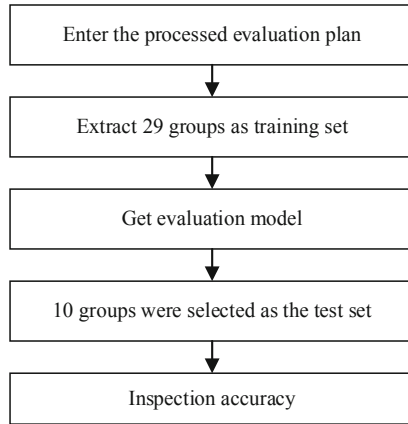 Enter the processed evaluation plan
Extract 29 groups as training set
Get evaluation model
10 groups were selected as the test set
Inspection accuracy